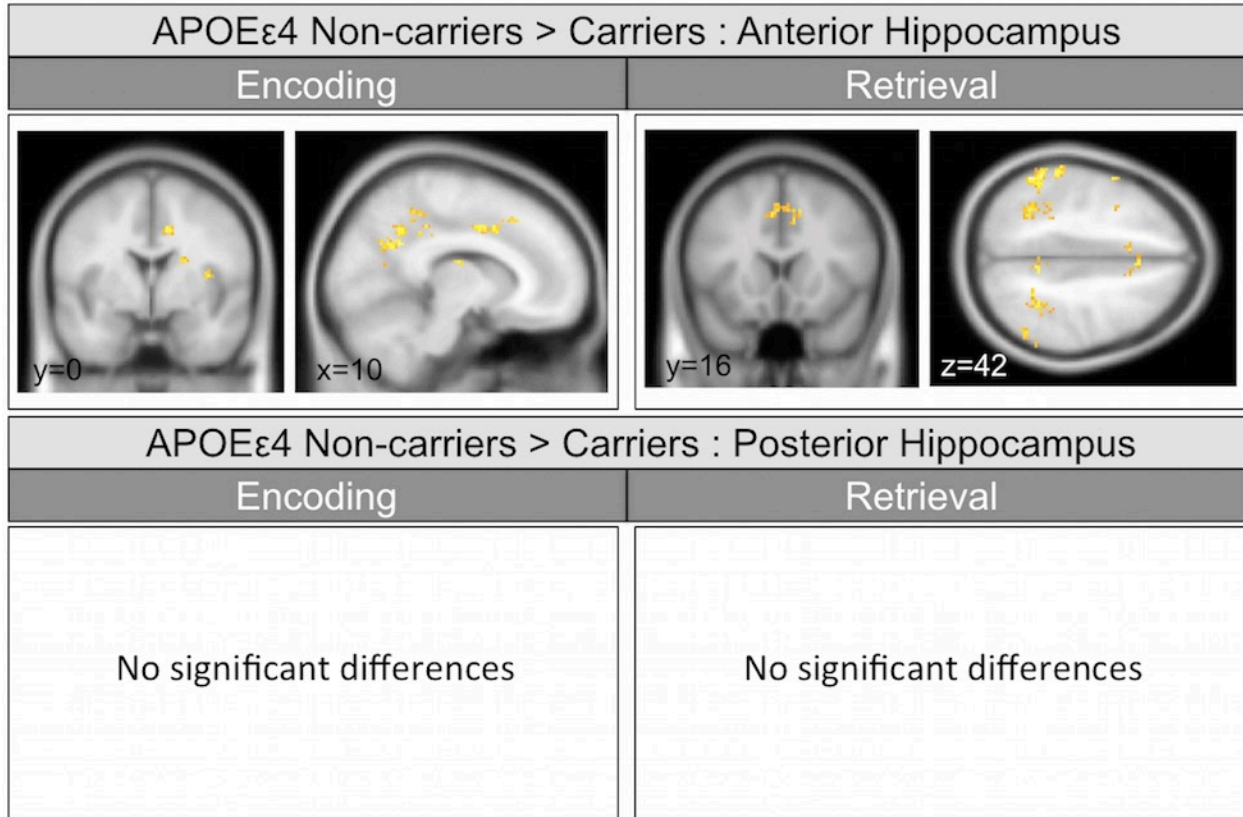 APOEε4 Non-carriers > Carriers : Anterior Hippocampus
Encoding
Retrieval
y=0
x=10
y=16
z=42
APOEε4 Non-carriers > Carriers : Posterior Hippocampus
Encoding
Retrieval
No significant differences
No significant differences